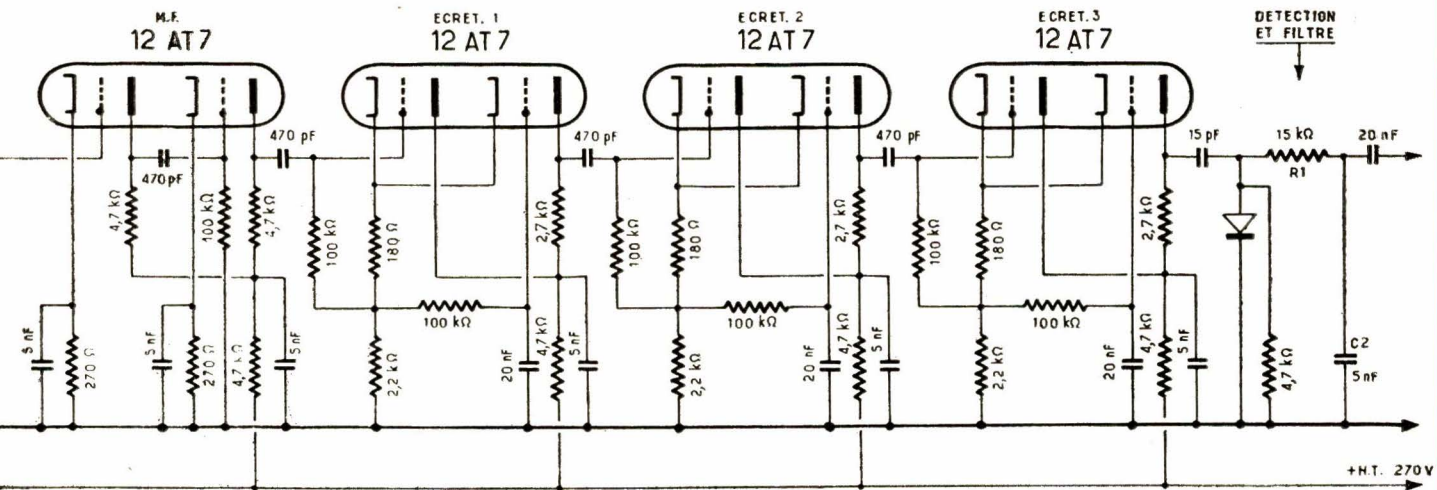 M.F.
12 AT 7
ECRET. 1
12 AT 7
ECRET. 2
12 AT 7
ECRET. 3
12 AT 7
DETECTION
ET FILTRE
470 pF
4,7 kΩ
100 kΩ
4,7 kΩ
5 nF
270 Ω
5 nF
270 Ω
4,7 kΩ
5 nF
470 pF
100 kΩ
180 Ω
2,7 kΩ
100 kΩ
2,2 kΩ
20 nF
4,7 kΩ
5 nF
470 pF
100 kΩ
180 Ω
2,7 kΩ
100 kΩ
2,2 kΩ
20 nF
4,7 kΩ
5 nF
470 pF
100 kΩ
180 Ω
2,7 kΩ
100 kΩ
2,2 kΩ
20 nF
4,7 kΩ
5 nF
15 pF
15 kΩ
R1
20 nF
4,7 kΩ
C2
5 nF
+H.T. 270 V